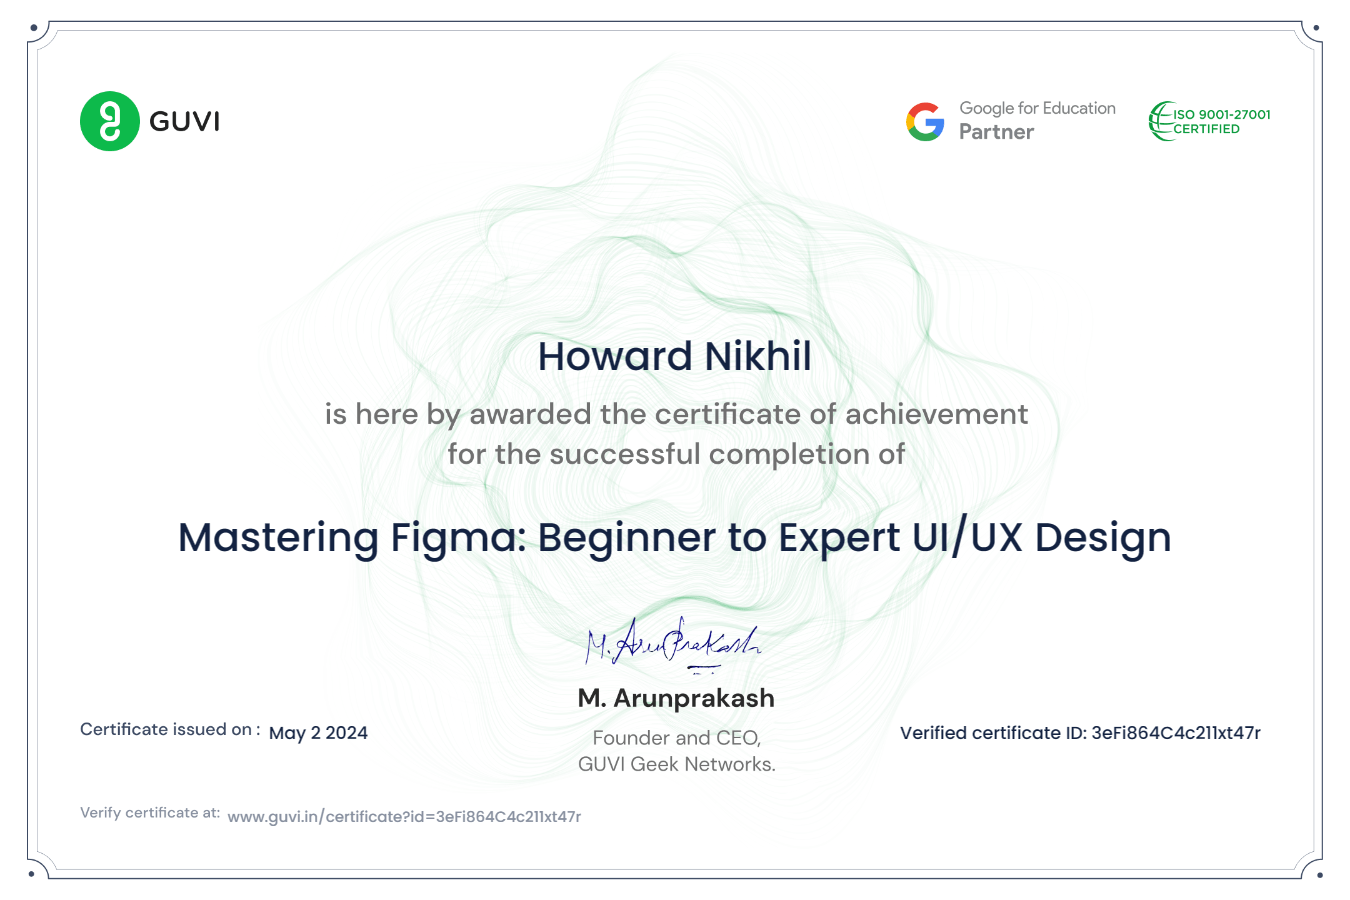 GUVI
Google for Education
Partner
ISO 9001-27001
CERTIFIED
Howard Nikhil
is here by awarded the certificate of achievement
for the successful completion of
Mastering Figma: Beginner to Expert UI/UX Design
M. Arunprakash
M. Arunprakash
Founder and CEO,
GUVI Geek Networks.
Certificate issued on : May 2 2024
Verified certificate ID: 3eFi864C4c211xt47r
Verify certificate at: www.guvi.in/certificate?id=3eFi864C4c211xt47r